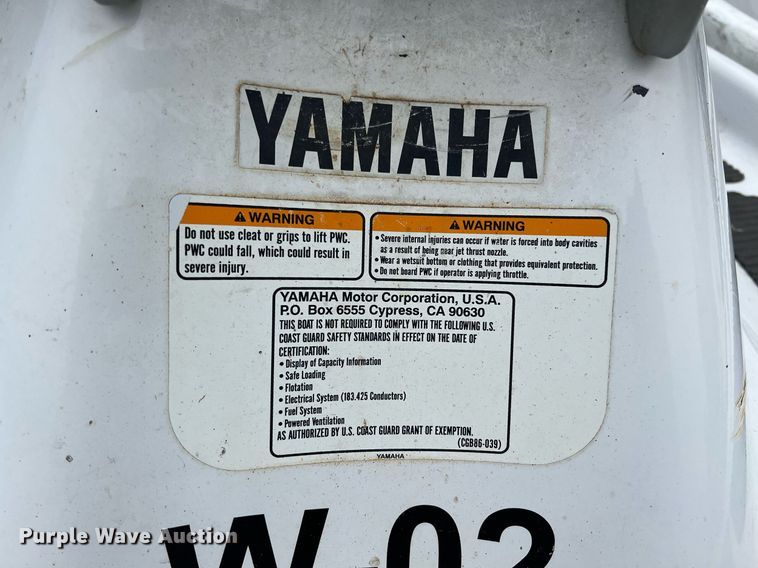 YAMAHA
WARNING
Do not use cleat or grips to lift PWC.
PWC could fall, which could result in
severe injury.
WARNING
• Severe internal injuries can occur if water is forced into body cavities
as a result of being near jet thrust nozzle.
• Wear a wetsuit bottom or clothing that provides equivalent protection.
• Do not board PWC if operator is applying throttle.
YAMAHA Motor Corporation, U.S.A.
P.O. Box 6555 Cypress, CA 90630
THIS BOAT IS NOT REQUIRED TO COMPLY WITH THE FOLLOWING U.S.
COAST GUARD SAFETY STANDARDS IN EFFECT ON THE DATE OF
CERTIFICATION:
• Display of Capacity Information
• Safe Loading
• Flotation
• Electrical System (183.425 Conductors)
• Fuel System
• Powered Ventilation
AS AUTHORIZED BY U.S. COAST GUARD GRANT OF EXEMPTION.
(CGB86-039)
YAMAHA
W-02
Purple Wave Auction